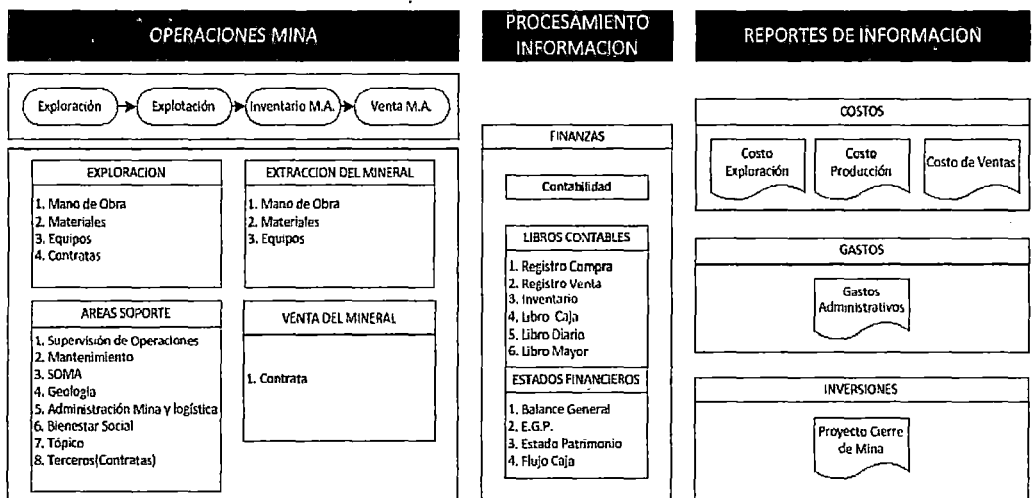 OPERACIONES MINA
PROCESAMIENTO
INFORMACION
REPORTES DE INFORMACIÓN
Exploración
Explotación
Inventario M.A.
Venta M.A.
EXPLORACION
1. Mano de Obra
2. Materiales
3. Equipos
4. Contratas
EXTRACCION DEL MINERAL
1. Mano de Obra
2. Materiales
3. Equipos
AREAS SOPORTE
1. Supervisión de Operaciones
2. Mantenimiento
3. SOMA
4. Geologia
5. Administración Mina y logística
6. Bienestar Social
7. Tópico
8. Terceros(Contratas)
VENTA DEL MINERAL
1. Contrata
FINANZAS
Contabilidad
LIBROS CONTABLES
1. Registro Compra
2. Registro Venta
3. Inventario
4. Libro Caja
5. Libro Diario
6. Libro Mayor
ESTADOS FINANCIEROS
1. Balance General
2. E.G.P.
3. Estado Patrimonio
4. Flujo Caja
COSTOS
Costo
Exploración
Costo
Producción
Costo de Ventas
GASTOS
Gastos
Administrativos
INVERSIONES
Proyecto Cierre
de Mina